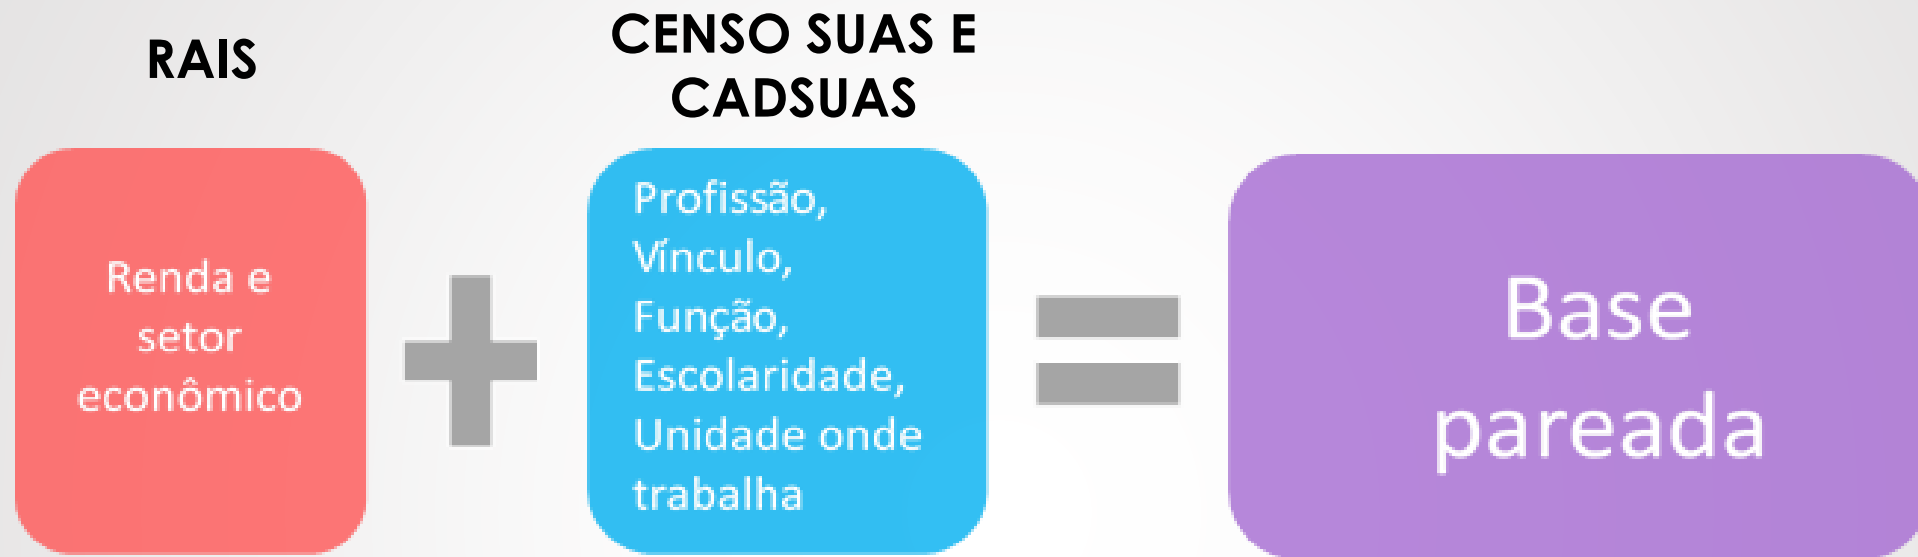 RAIS
CENSO SUAS E
CADSUAS
Renda e
setor
econômico
Profissão,
Vínculo,
Função,
Escolaridade,
Unidade onde
trabalha
Base
pareada